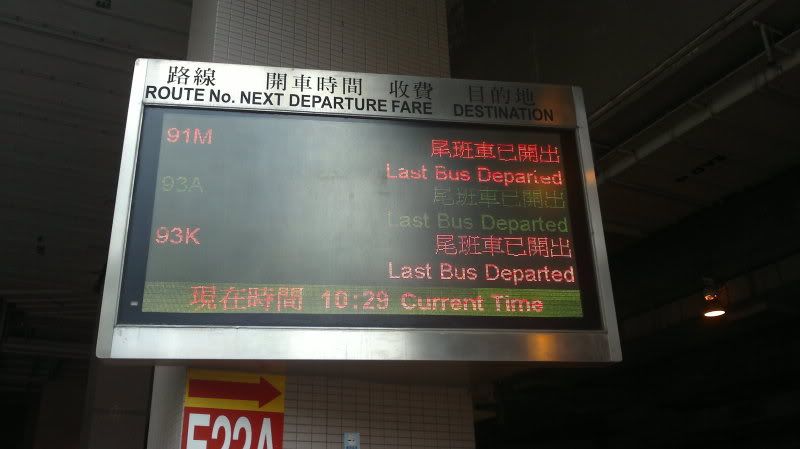 路線 開車時間 收費 目的地
ROUTE No. NEXT DEPARTURE FARE DESTINATION
91M 尾班車已開出
Last Bus Departed
93A 尾班車已開出
Last Bus Departed
93K 尾班車已開出
Last Bus Departed
現在時間 10:29 Current Time
E22A